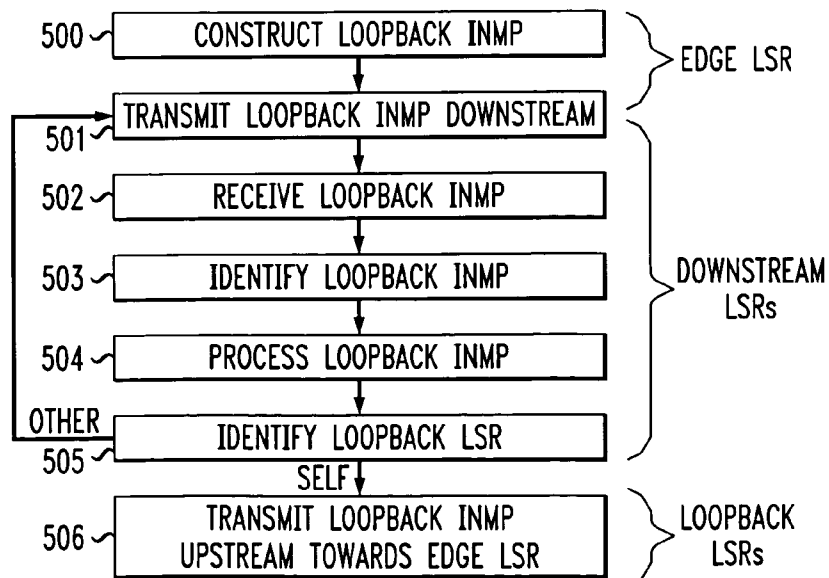 500
CONSTRUCT LOOPBACK INMP
EDGE LSR
501
TRANSMIT LOOPBACK INMP DOWNSTREAM
502
RECEIVE LOOPBACK INMP
503
IDENTIFY LOOPBACK INMP
DOWNSTREAM
LSRs
504
PROCESS LOOPBACK INMP
OTHER
505
IDENTIFY LOOPBACK LSR
SELF
506
TRANSMIT LOOPBACK INMP
UPSTREAM TOWARDS EDGE LSR
LOOPBACK
LSRs